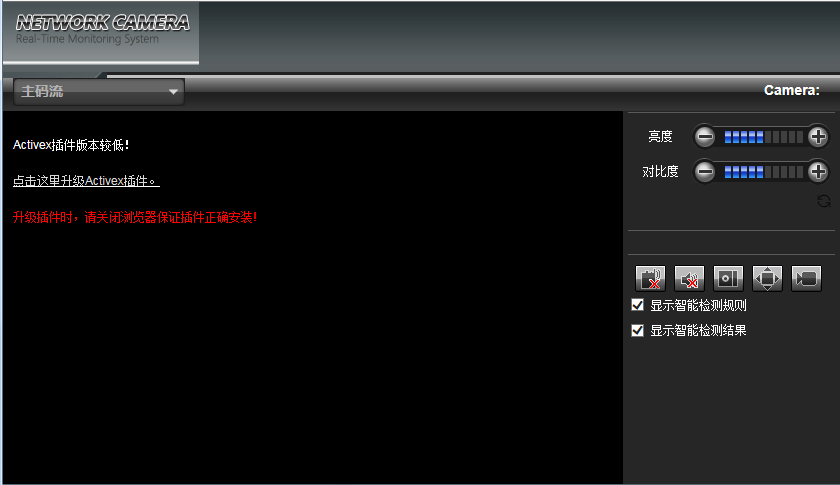 NETWORK CAMERA
Real-Time Monitoring System
主码流
Camera:
Activex插件版本较低!
点击这里升级Activex插件。
升级插件时，请关闭浏览器保证插件正确安装!
亮度
对比度
显示智能检测规则
显示智能检测结果